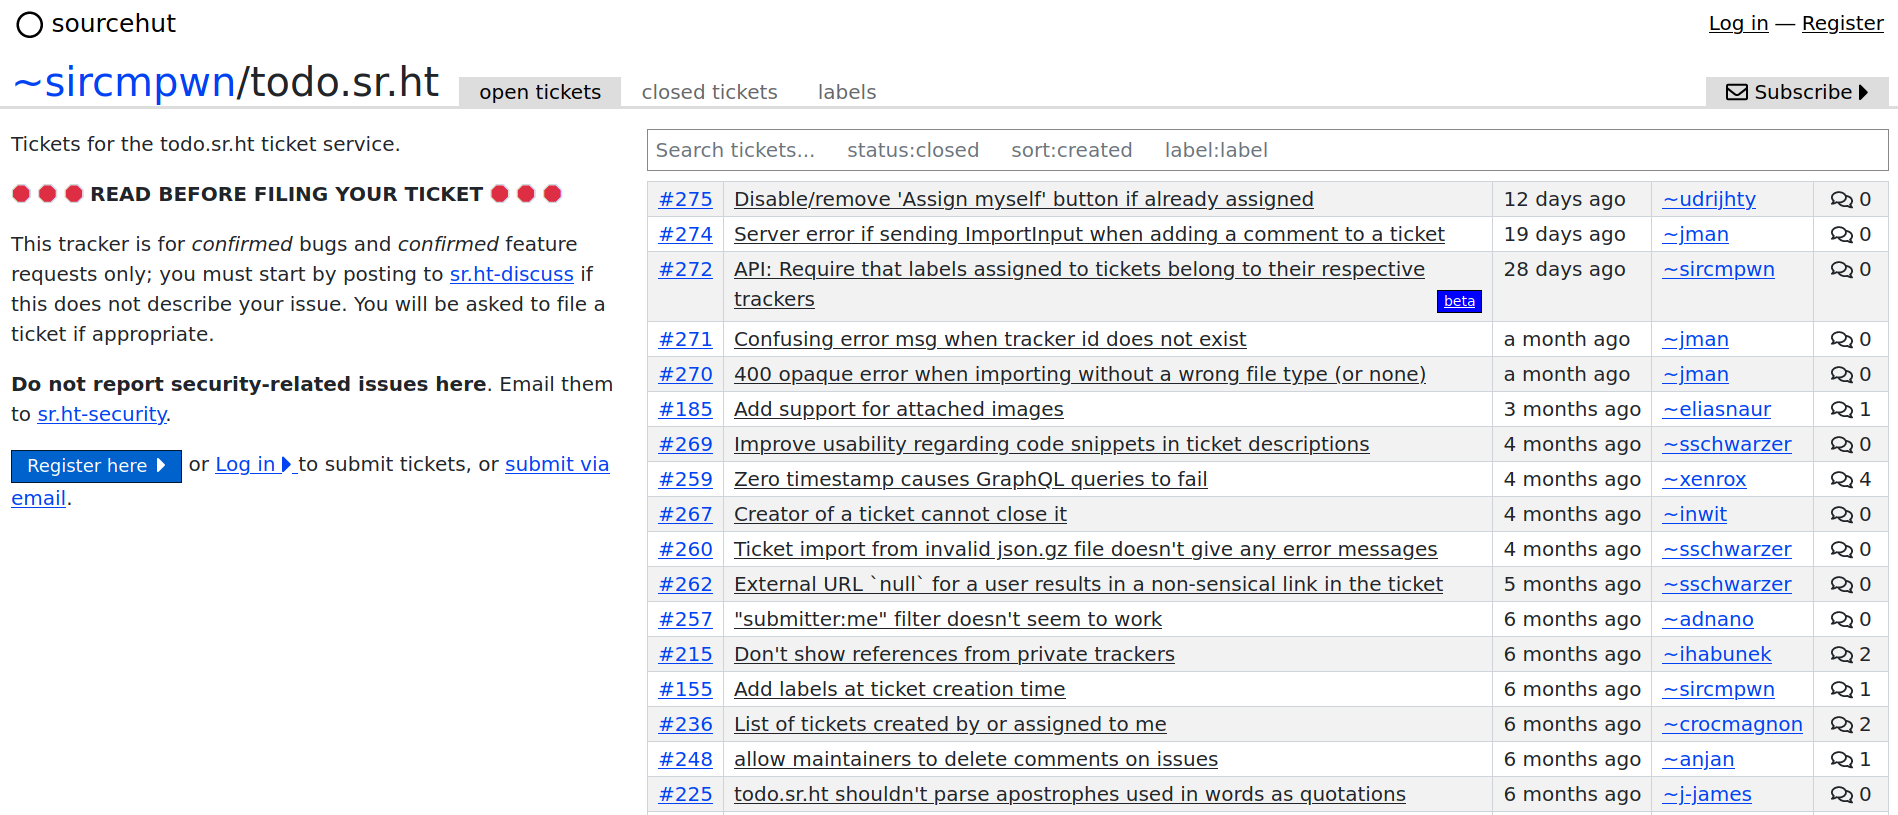 sourcehut
Log in — Register
~sircmpwn/todo.sr.ht
open tickets
closed tickets
labels
Subscribe
Tickets for the todo.sr.ht ticket service.
READ BEFORE FILING YOUR TICKET
This tracker is for confirmed bugs and confirmed feature
requests only; you must start by posting to sr.ht-discuss if
this does not describe your issue. You will be asked to file a
ticket if appropriate.
Do not report security-related issues here. Email them
to sr.ht-security.
Register here or Log in to submit tickets, or submit via
email.
Search tickets... status:closed sort:created label:label
#275 Disable/remove 'Assign myself' button if already assigned 12 days ago ~udrijhty 0
#274 Server error if sending ImportInput when adding a comment to a ticket 19 days ago ~jman 0
#272 API: Require that labels assigned to tickets belong to their respective 28 days ago ~sircmpwn 0
trackers beta
#271 Confusing error msg when tracker id does not exist a month ago ~jman 0
#270 400 opaque error when importing without a wrong file type (or none) a month ago ~jman 0
#185 Add support for attached images 3 months ago ~eliasnaur 1
#269 Improve usability regarding code snippets in ticket descriptions 4 months ago ~sschwarzer 0
#259 Zero timestamp causes GraphQL queries to fail 4 months ago ~xenrox 4
#267 Creator of a ticket cannot close it 4 months ago ~inwit 0
#260 Ticket import from invalid json.gz file doesn't give any error messages 4 months ago ~sschwarzer 0
#262 External URL `null` for a user results in a non-sensical link in the ticket 5 months ago ~sschwarzer 0
#257 "submitter:me" filter doesn't seem to work 6 months ago ~adnano 0
#215 Don't show references from private trackers 6 months ago ~ihabunek 2
#155 Add labels at ticket creation time 6 months ago ~sircmpwn 1
#236 List of tickets created by or assigned to me 6 months ago ~crocmagnon 2
#248 allow maintainers to delete comments on issues 6 months ago ~anjan 1
#225 todo.sr.ht shouldn't parse apostrophes used in words as quotations 6 months ago ~j-james 0